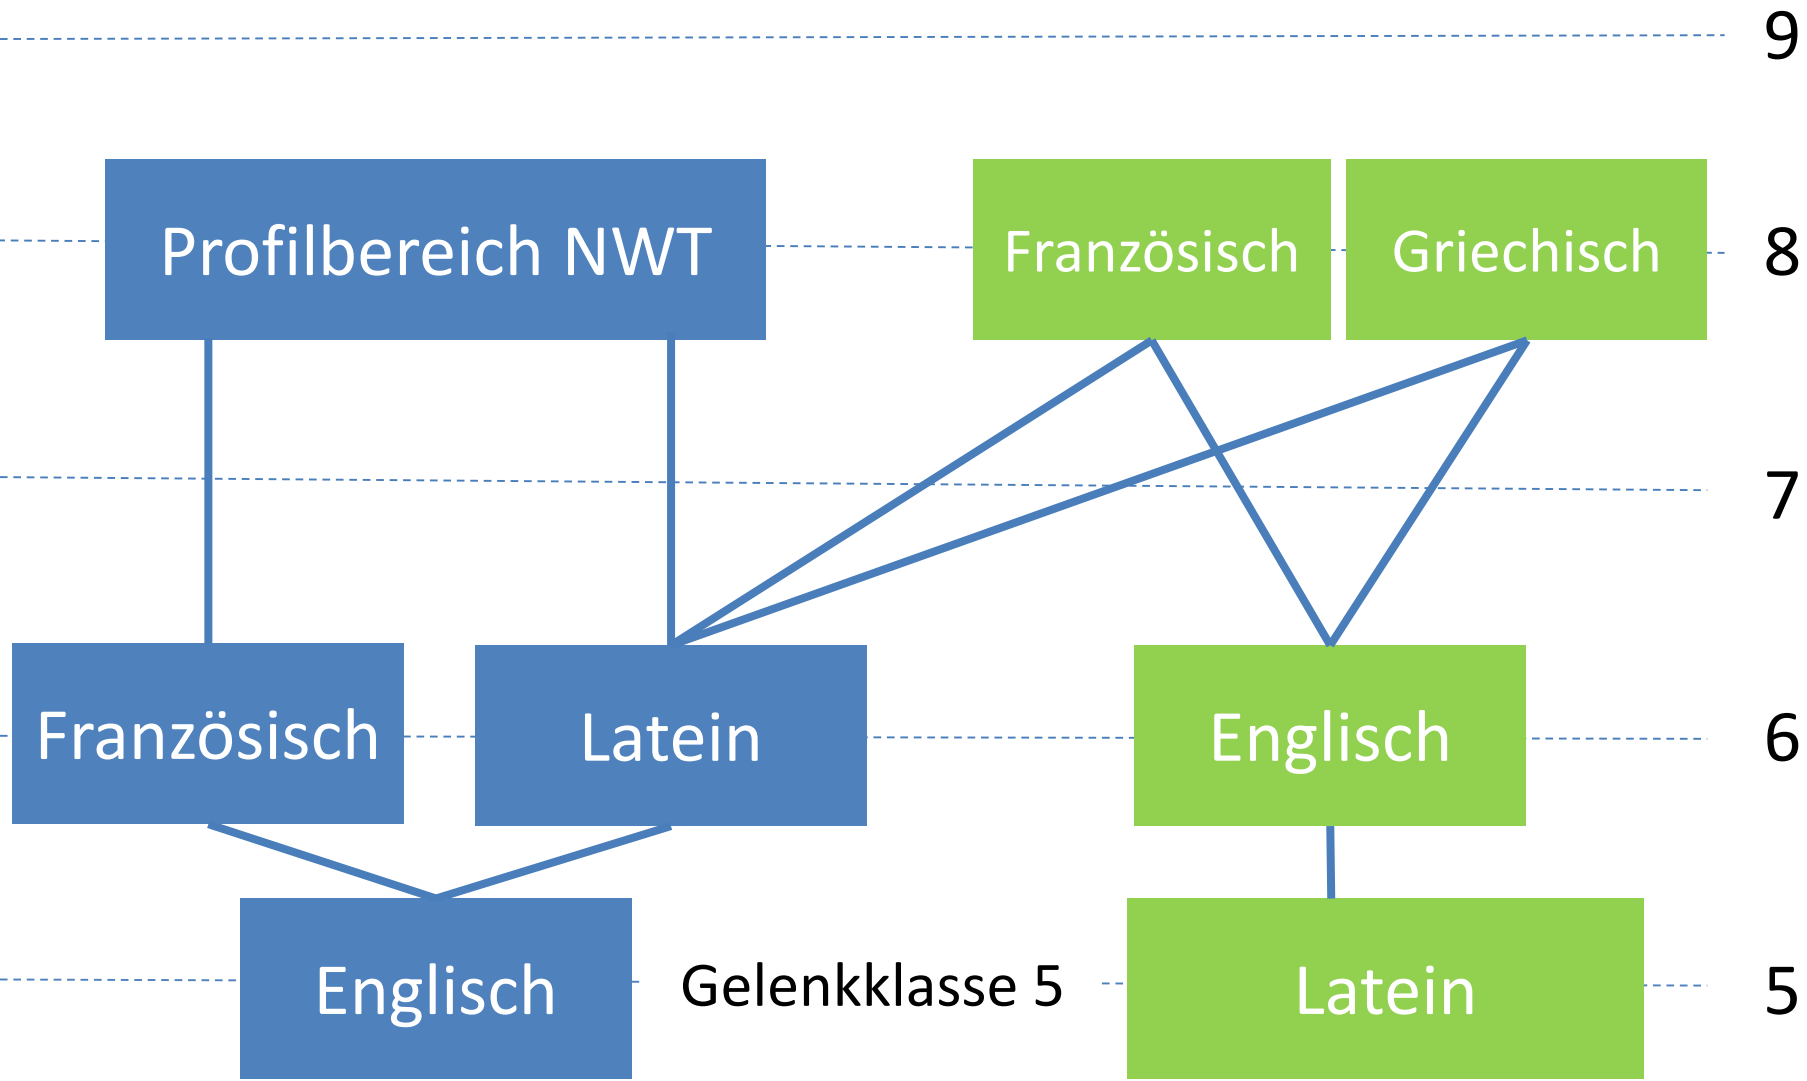 9
Profilbereich NWT
Französisch
Griechisch
8
7
Französisch
Latein
Englisch
6
Englisch
Gelenkklasse 5
Latein
5